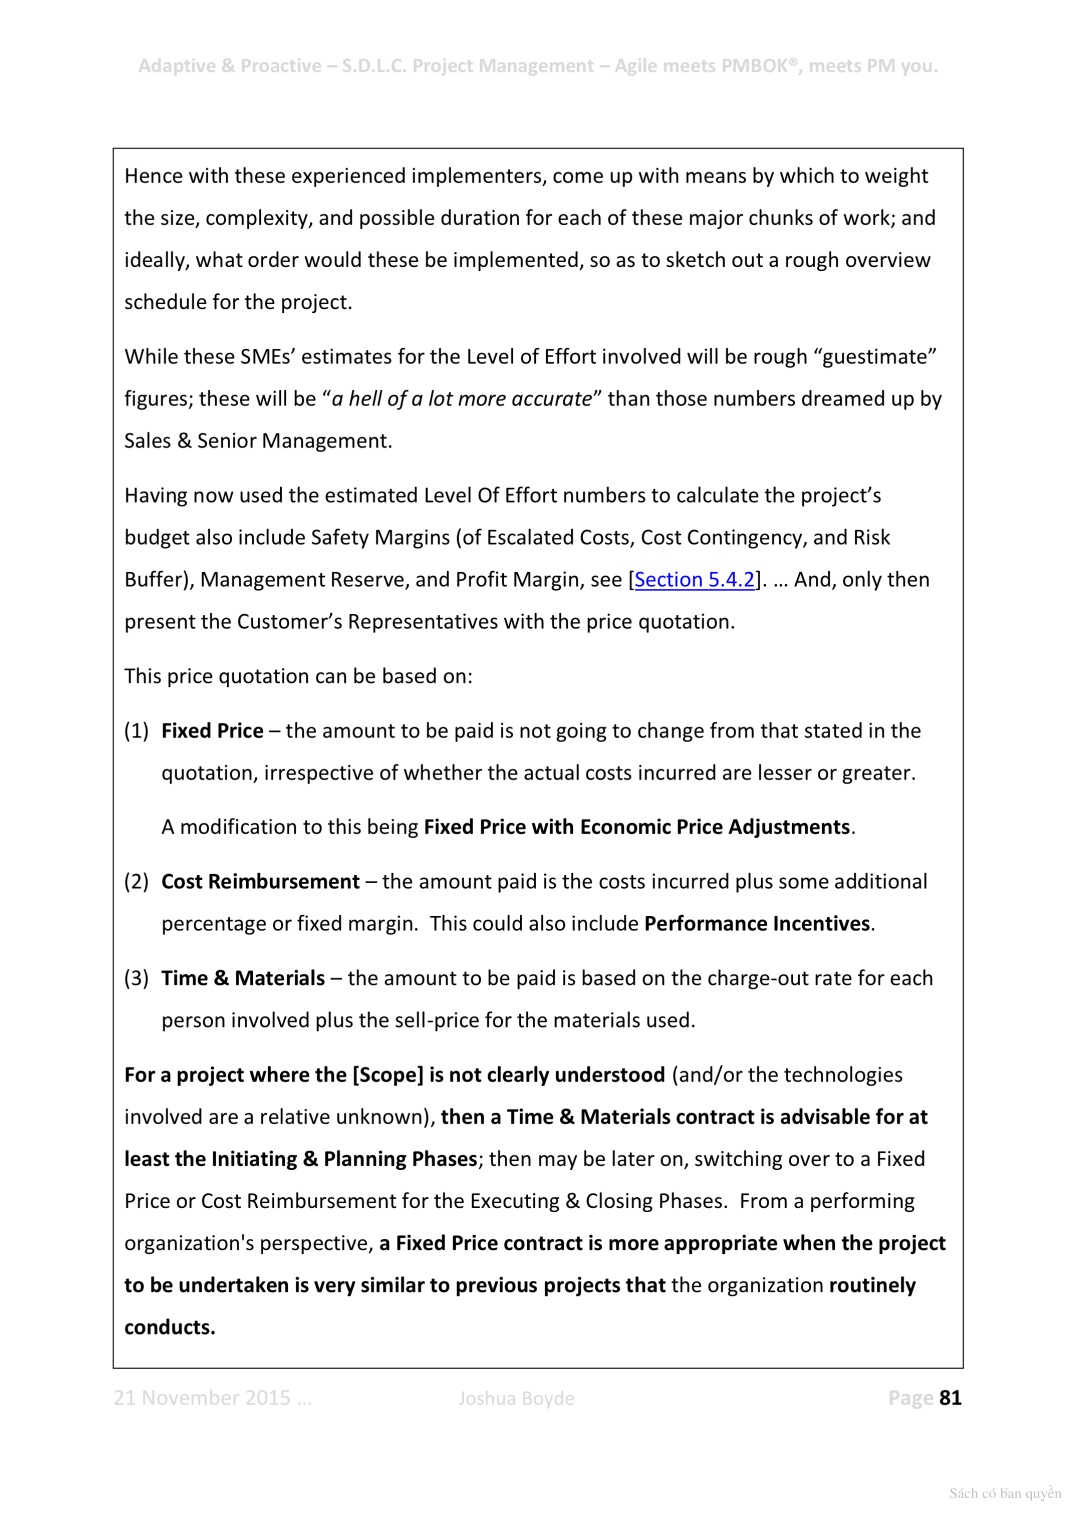 Adaptive & Proactive – S.D.L.C. Project Management – Agile meets PMBOK®, meets PM you.
Hence with these experienced implementers, come up with means by which to weight
the size, complexity, and possible duration for each of these major chunks of work; and
ideally, what order would these be implemented, so as to sketch out a rough overview
schedule for the project.
While these SMEs’ estimates for the Level of Effort involved will be rough “guestimate”
figures; these will be “a hell of a lot more accurate” than those numbers dreamed up by
Sales & Senior Management.
Having now used the estimated Level Of Effort numbers to calculate the project’s
budget also include Safety Margins (of Escalated Costs, Cost Contingency, and Risk
Buffer), Management Reserve, and Profit Margin, see [Section 5.4.2]. … And, only then
present the Customer’s Representatives with the price quotation.
This price quotation can be based on:
(1) Fixed Price – the amount to be paid is not going to change from that stated in the
quotation, irrespective of whether the actual costs incurred are lesser or greater.
A modification to this being Fixed Price with Economic Price Adjustments.
(2) Cost Reimbursement – the amount paid is the costs incurred plus some additional
percentage or fixed margin. This could also include Performance Incentives.
(3) Time & Materials – the amount to be paid is based on the charge-out rate for each
person involved plus the sell-price for the materials used.
For a project where the [Scope] is not clearly understood (and/or the technologies
involved are a relative unknown), then a Time & Materials contract is advisable for at
least the Initiating & Planning Phases; then may be later on, switching over to a Fixed
Price or Cost Reimbursement for the Executing & Closing Phases. From a performing
organization's perspective, a Fixed Price contract is more appropriate when the project
to be undertaken is very similar to previous projects that the organization routinely
conducts.
21 November 2015 … Joshua Boyde Page 81
Sách có bản quyền